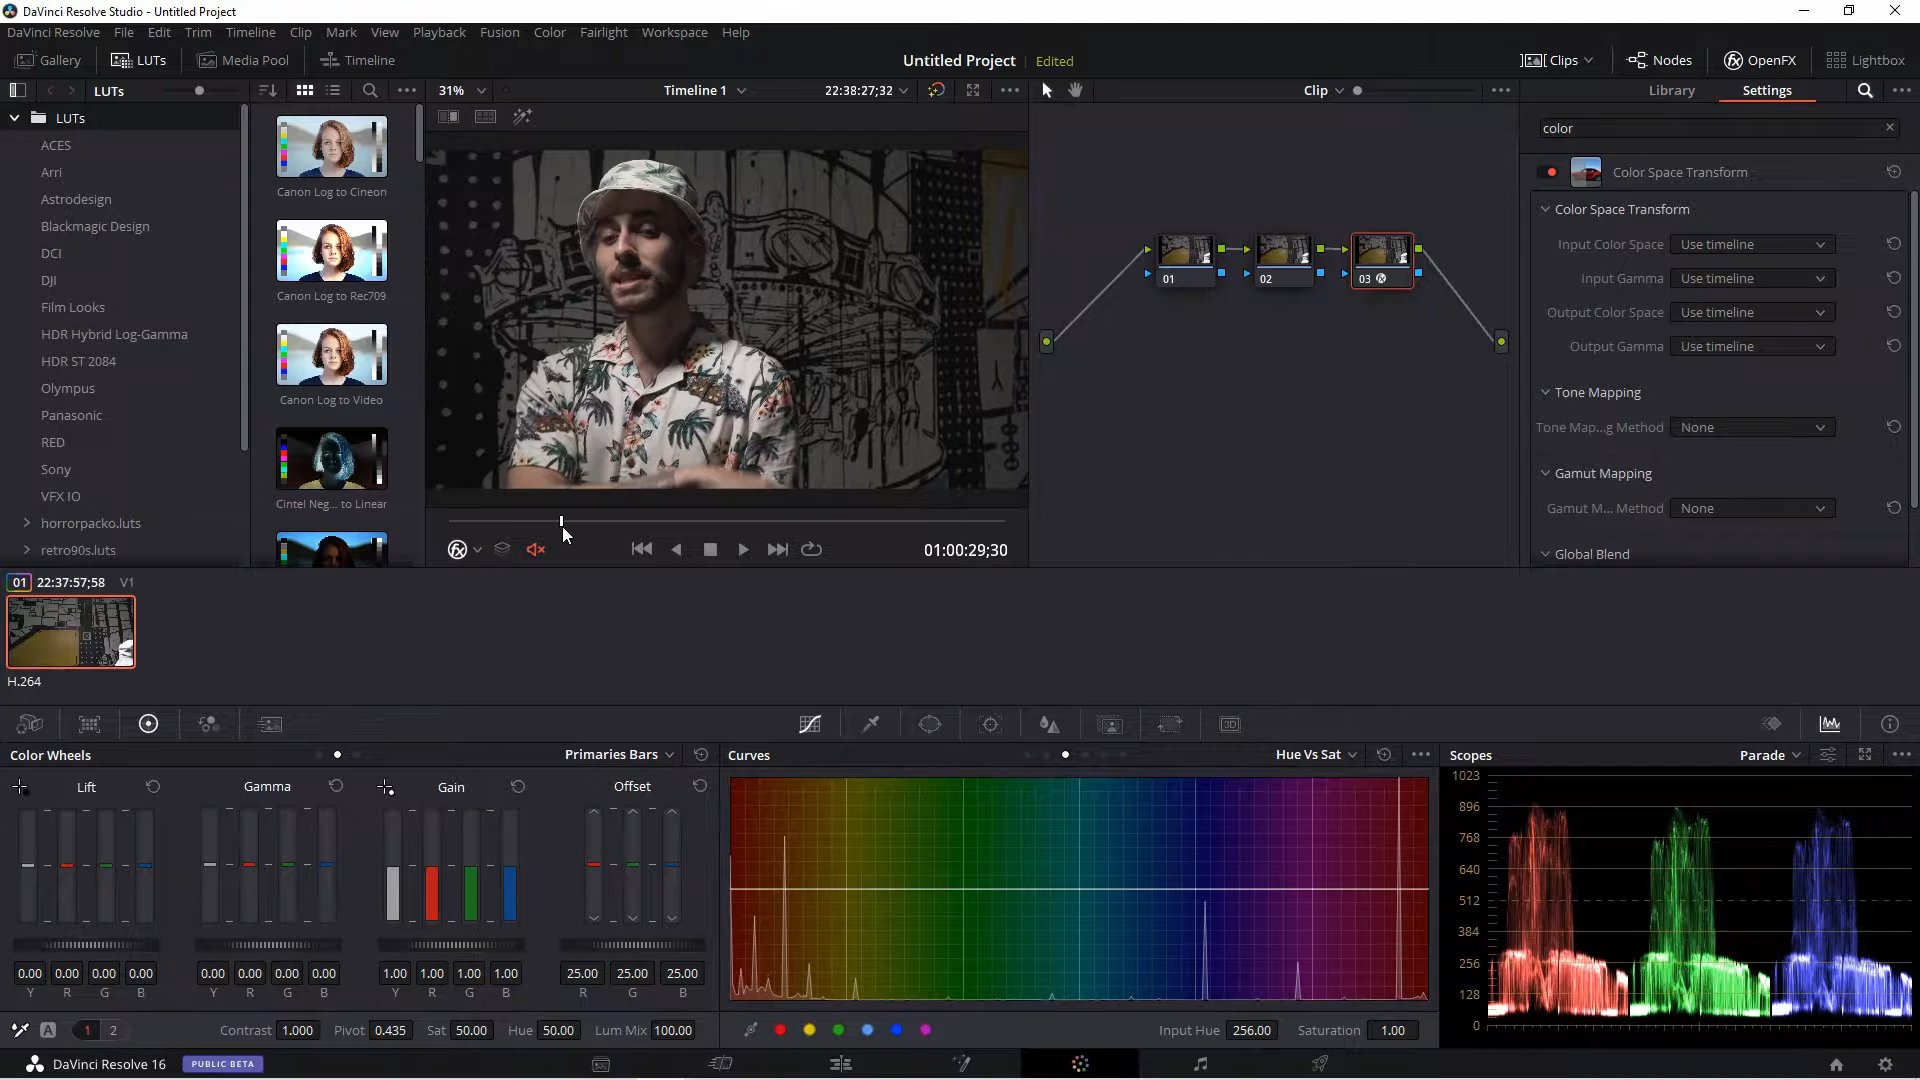 DaVinci Resolve Studio - Untitled Project
DaVinci Resolve File Edit Trim Timeline Clip Mark View Playback Fusion Color Fairlight Workspace Help
Gallery LUTs Media Pool Timeline Untitled Project Edited Clips Nodes OpenFX Lightbox
LUTs 31% Timeline 1 22:38:27;32 Clip Library Settings
LUTs
ACES
Arri
Astrodesign
Blackmagic Design
DCI
DJI
Film Looks
HDR Hybrid Log-Gamma
HDR ST 2084
Olympus
Panasonic
RED
Sony
VFX IO
horrorpacko.luts
retro90s.luts
Canon Log to Cineon
Canon Log to Rec709
Canon Log to Video
Cintel Neg... to Linear
01:00:29;30
01
02
03
color
Color Space Transform
Color Space Transform
Input Color Space Use timeline
Input Gamma Use timeline
Output Color Space Use timeline
Output Gamma Use timeline
Tone Mapping
Tone Map...g Method None
Gamut Mapping
Gamut M... Method None
Global Blend
01 22:37:57;58 V1
H.264
3D
Color Wheels Primaries Bars
Lift Gamma Gain Offset
0.00 0.00 0.00 0.00 0.00 0.00 0.00 0.00 1.00 1.00 1.00 1.00 25.00 25.00 25.00
Y R G B Y R G B Y R G B R G B
A 1 2 Contrast 1.000 Pivot 0.435 Sat 50.00 Hue 50.00 Lum Mix 100.00
Curves Hue Vs Sat
Input Hue 256.00 Saturation 1.00
Scopes Parade
1023
896
768
640
512
384
256
128
0
DaVinci Resolve 16 PUBLIC BETA